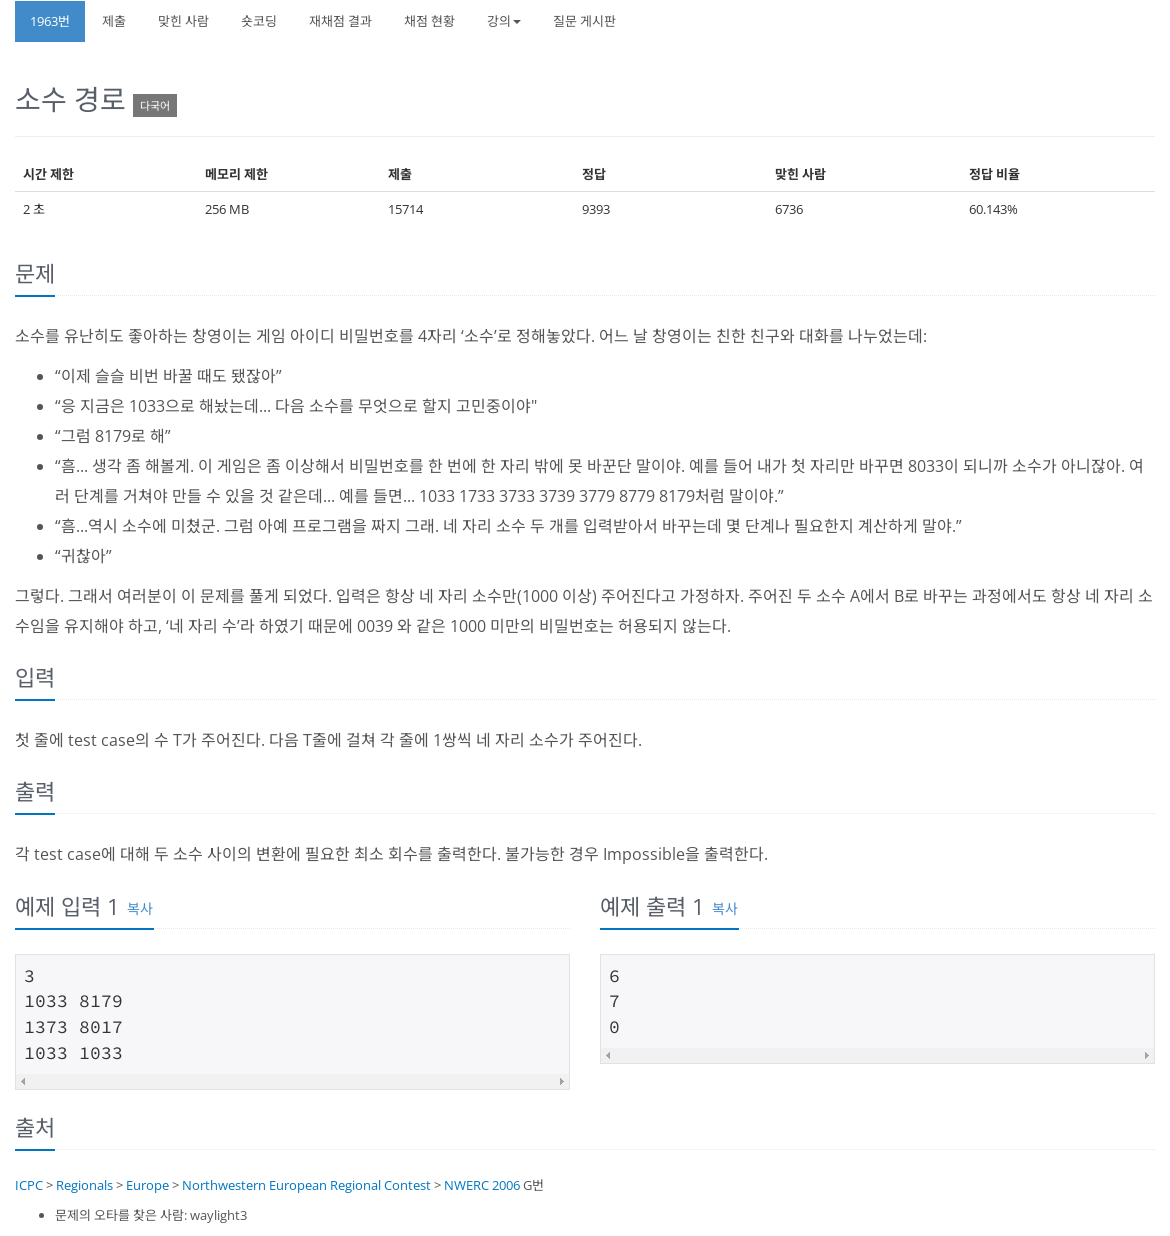 1963번 제출 맞힌 사람 숏코딩 재채점 결과 채점 현황 강의 질문 게시판
소수 경로 다국어
시간 제한 메모리 제한 제출 정답 맞힌 사람 정답 비율
2 초 256 MB 15714 9393 6736 60.143%
문제
소수를 유난히도 좋아하는 창영이는 게임 아이디 비밀번호를 4자리 ‘소수’로 정해놓았다. 어느 날 창영이는 친한 친구와 대화를 나누었는데:
“이제 슬슬 비번 바꿀 때도 됐잖아”
“응 지금은 1033으로 해놨는데... 다음 소수를 무엇으로 할지 고민중이야"
“그럼 8179로 해”
“흠... 생각 좀 해볼게. 이 게임은 좀 이상해서 비밀번호를 한 번에 한 자리 밖에 못 바꾼단 말이야. 예를 들어 내가 첫 자리만 바꾸면 8033이 되니까 소수가 아니잖아. 여
러 단계를 거쳐야 만들 수 있을 것 같은데... 예를 들면... 1033 1733 3733 3739 3779 8779 8179처럼 말이야.”
“흠...역시 소수에 미쳤군. 그럼 아예 프로그램을 짜지 그래. 네 자리 소수 두 개를 입력받아서 바꾸는데 몇 단계나 필요한지 계산하게 말야.”
“귀찮아”
그렇다. 그래서 여러분이 이 문제를 풀게 되었다. 입력은 항상 네 자리 소수만(1000 이상) 주어진다고 가정하자. 주어진 두 소수 A에서 B로 바꾸는 과정에서도 항상 네 자리 소
수임을 유지해야 하고, ‘네 자리 수’라 하였기 때문에 0039 와 같은 1000 미만의 비밀번호는 허용되지 않는다.
입력
첫 줄에 test case의 수 T가 주어진다. 다음 T줄에 걸쳐 각 줄에 1쌍씩 네 자리 소수가 주어진다.
출력
각 test case에 대해 두 소수 사이의 변환에 필요한 최소 회수를 출력한다. 불가능한 경우 Impossible을 출력한다.
예제 입력 1 복사
3
1033 8179
1373 8017
1033 1033
예제 출력 1 복사
6
7
0
출처
ICPC > Regionals > Europe > Northwestern European Regional Contest > NWERC 2006 G번
문제의 오타를 찾은 사람: waylight3